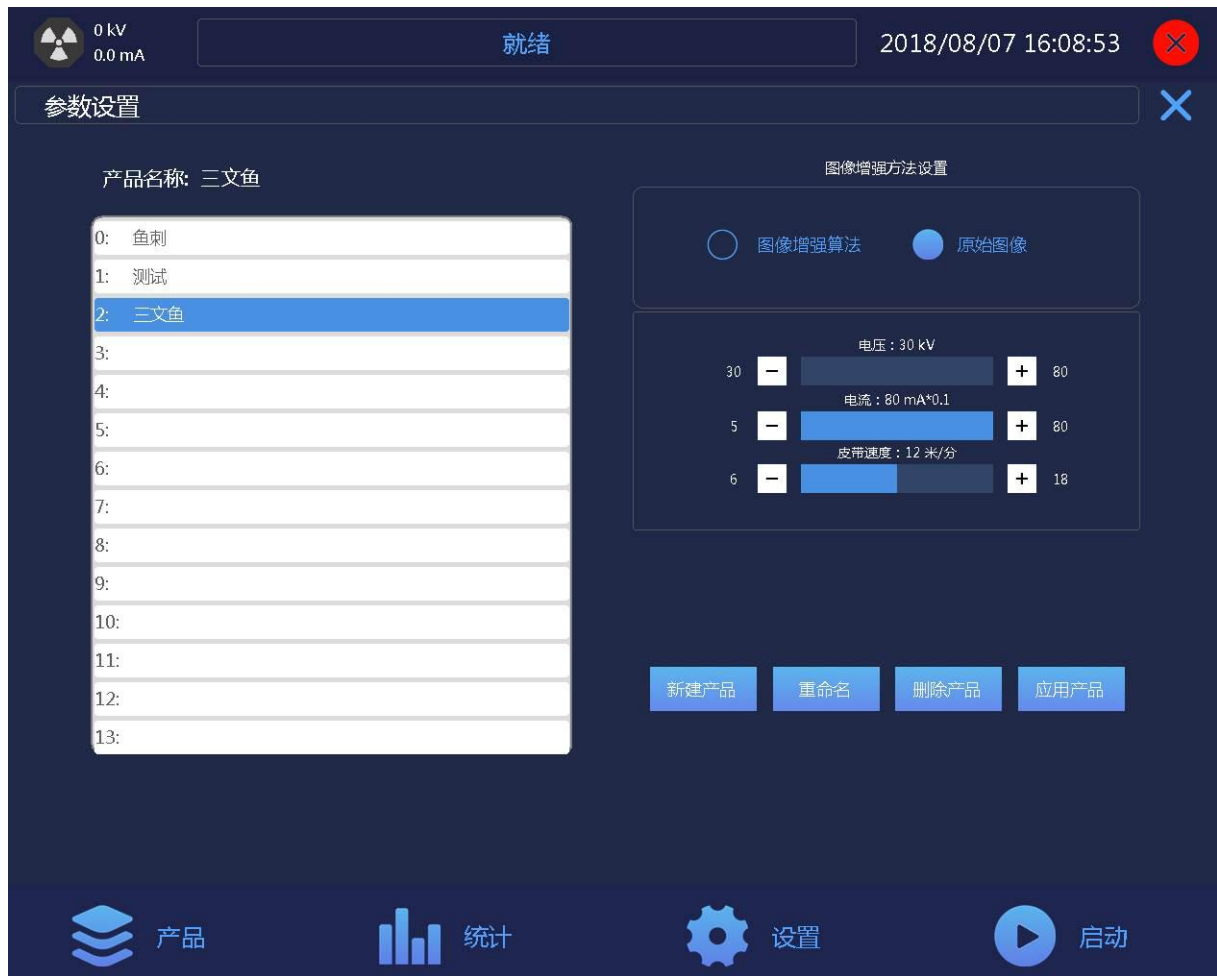 0 kV
0.0 mA
就绪
2018/08/07 16:08:53
参数设置
产品名称: 三文鱼
0: 鱼刺
1: 测试
2: 三文鱼
3:
4:
5:
6:
7:
8:
9:
10:
11:
12:
13:
图像增强方法设置
图像增强算法 原始图像
电压：30 kV
30 − + 80
电流：80 mA*0.1
5 − + 80
皮带速度：12 米/分
6 − + 18
新建产品 重命名 删除产品 应用产品
产品 统计 设置 启动